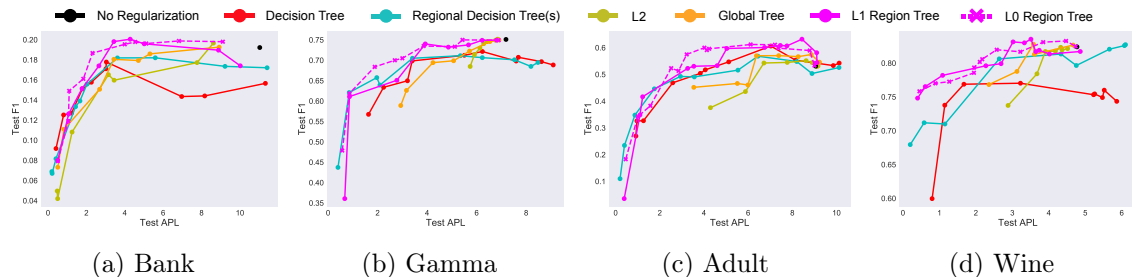 No Regularization Decision Tree Regional Decision Tree(s) L2 Global Tree L1 Region Tree L0 Region Tree
0.20
0.18
0.16
0.14
0.12
0.10
0.08
0.06
0.04
Test F1
0 2 4 6 8 10
Test APL
(a) Bank
0.75
0.70
0.65
0.60
0.55
0.50
0.45
0.40
0.35
Test F1
0 2 4 6 8
Test APL
(b) Gamma
0.6
0.5
0.4
0.3
0.2
0.1
Test F1
0 2 4 6 8 10
Test APL
(c) Adult
0.85
0.80
0.75
0.70
0.65
0.60
Test F1
0 1 2 3 4 5 6
Test APL
(d) Wine